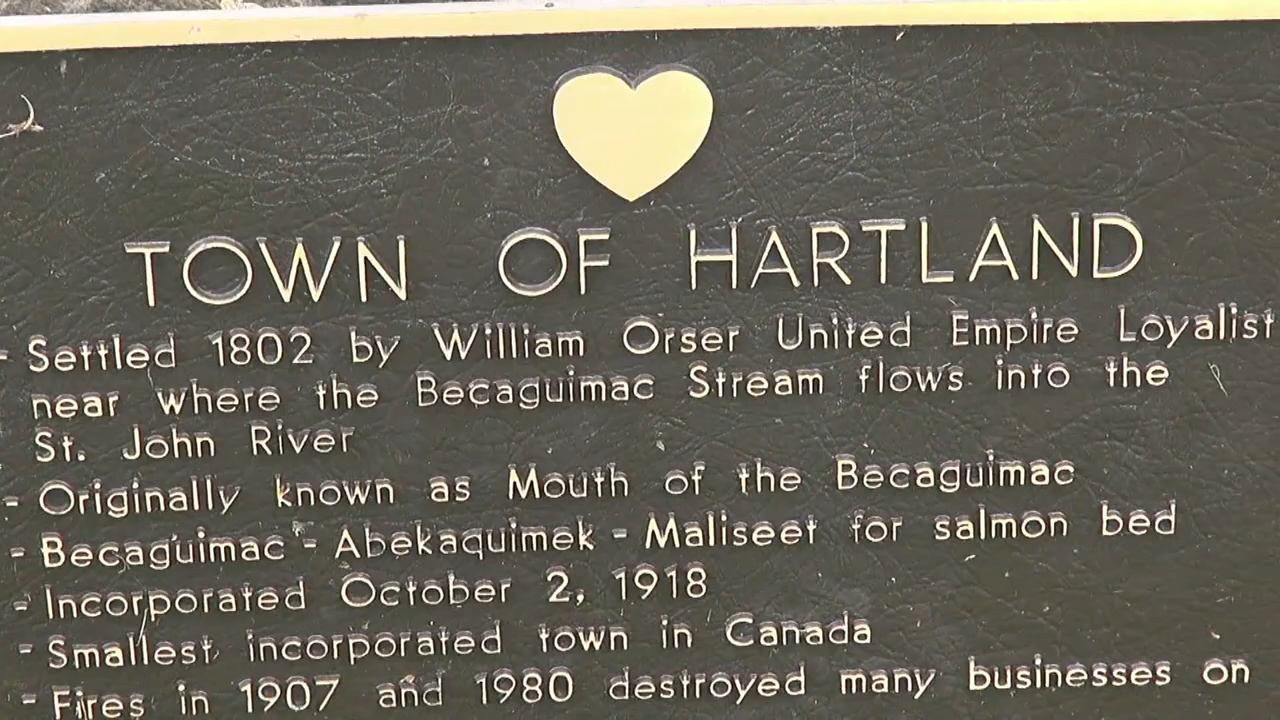 TOWN OF HARTLAND
- Settled 1802 by William Orser United Empire Loyalist
near where the Becaguimac Stream flows into the
St. John River
- Originally known as Mouth of the Becaguimac
- Becaguimac - Abekaquimek - Maliseet for salmon bed
- Incorporated October 2, 1918
- Smallest incorporated town in Canada
- Fires in 1907 and 1980 destroyed many businesses on